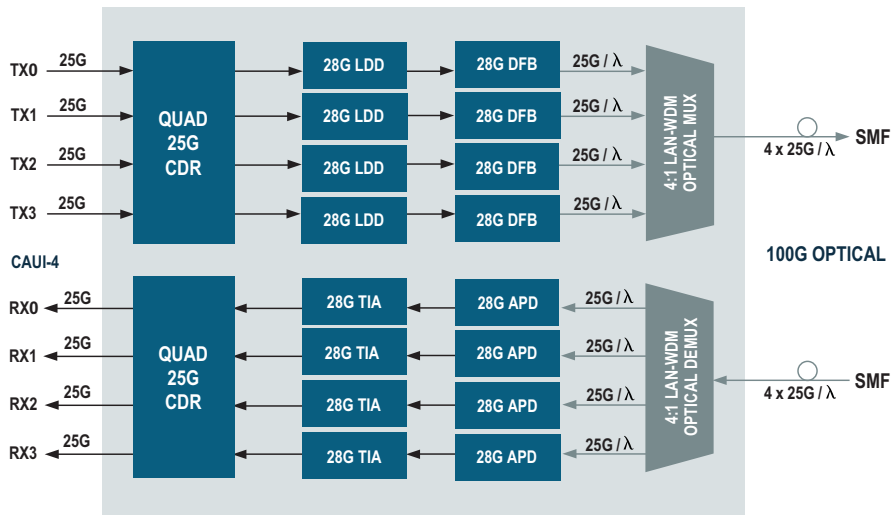 TX0 25G 28G LDD 28G DFB 25G / λ
TX1 25G 28G LDD 28G DFB 25G / λ
TX2 25G 28G LDD 28G DFB 25G / λ
TX3 25G 28G LDD 28G DFB 25G / λ
QUAD
25G
CDR
4:1 LAN-WDM
OPTICAL MUX
SMF
4 x 25G / λ
CAUI-4
100G OPTICAL
RX0 25G 28G TIA 28G APD 25G / λ
RX1 25G 28G TIA 28G APD 25G / λ
RX2 25G 28G TIA 28G APD 25G / λ
RX3 25G 28G TIA 28G APD 25G / λ
QUAD
25G
CDR
4:1 LAN-WDM
OPTICAL DEMUX
SMF
4 x 25G / λ